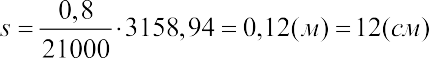 s = 0,8/21000 · 3158,94 = 0,12(м) = 12(см)